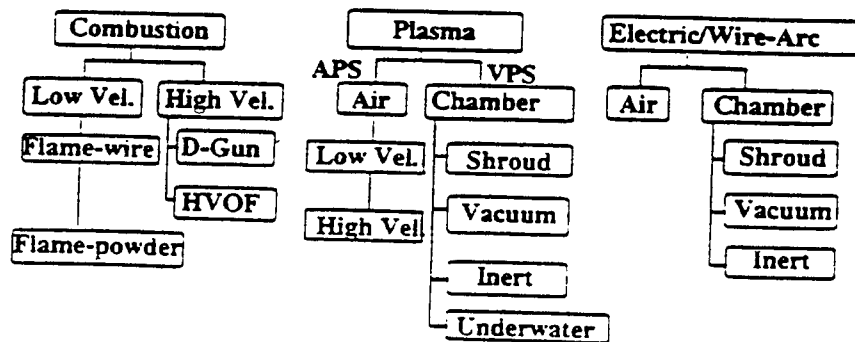 Combustion
Low Vel.
High Vel.
Flame-wire
D-Gun
HVOF
Flame-powder
Plasma
APS
VPS
Air
Chamber
Low Vel.
High Vel.
Shroud
Vacuum
Inert
Underwater
Electric/Wire-Arc
Air
Chamber
Shroud
Vacuum
Inert